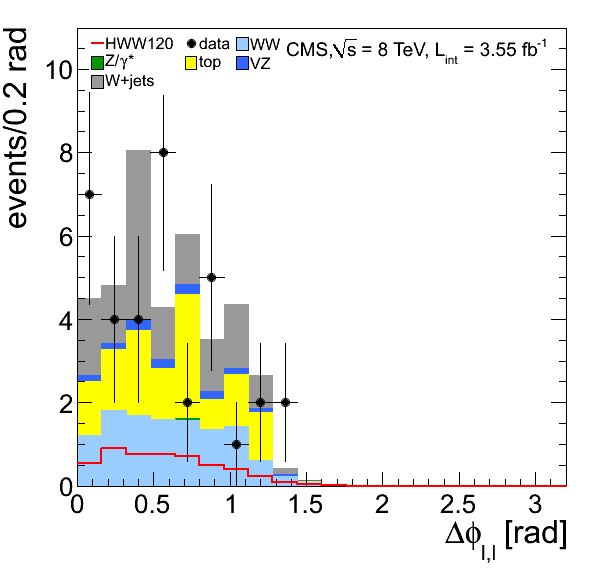 HWW120 data WW
Z/γ* top VZ
W+jets
CMS,√s = 8 TeV, L_int = 3.55 fb⁻¹
events/0.2 rad
10
8
6
4
2
0
0 0.5 1 1.5 2 2.5 3
Δϕ_l,l [rad]